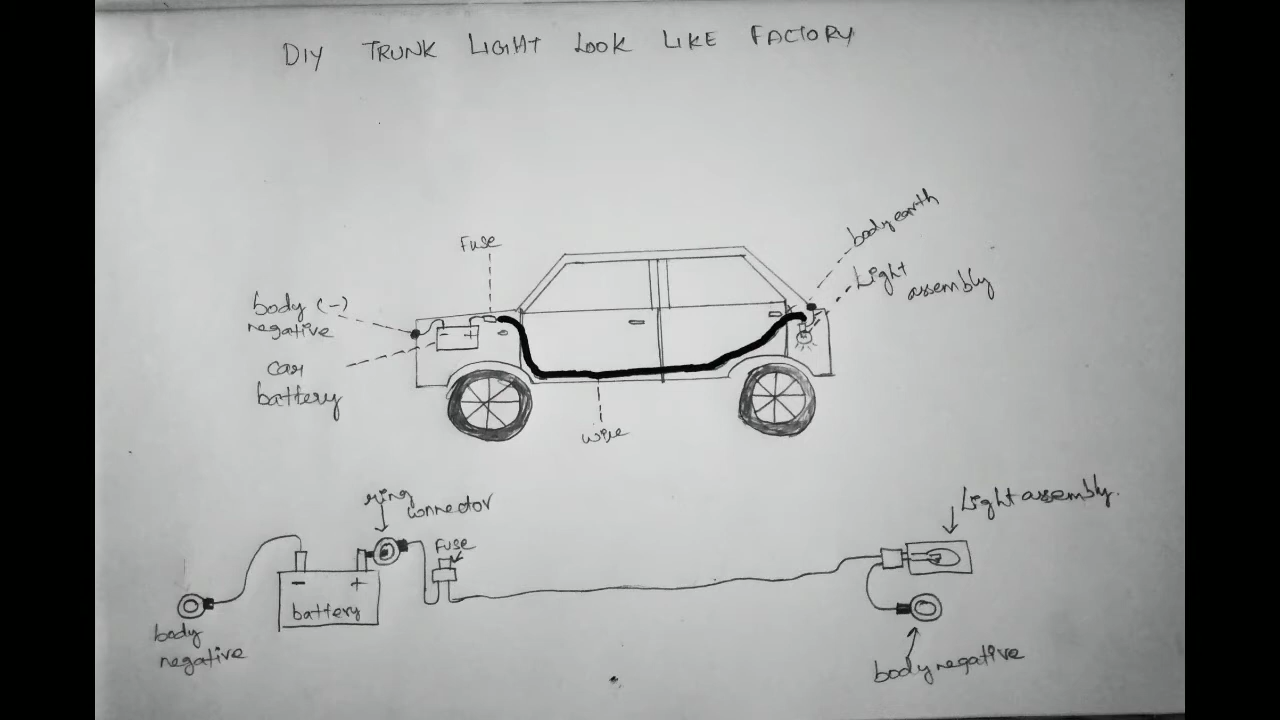 DIY TRUNK LIGHT LOOK LIKE FACTORY
body earth
Fuse
Light
assembly
body (-)
negative
car
battery
- +
wire
ring
connector
Light assembly.
Fuse
- +
battery
body
negative
body negative